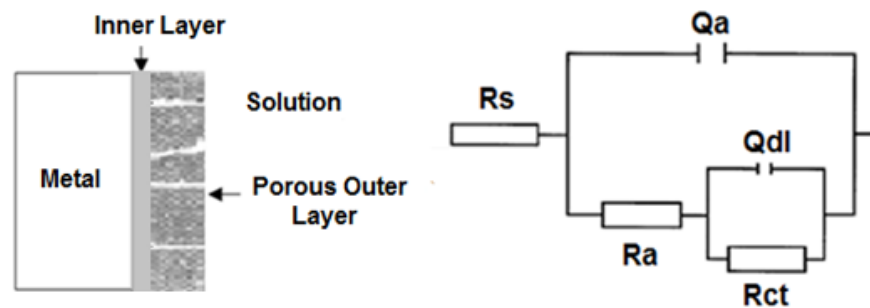 Inner Layer
Solution
Metal
Porous Outer
Layer
Qa
Rs
Qdl
Ra
Rct